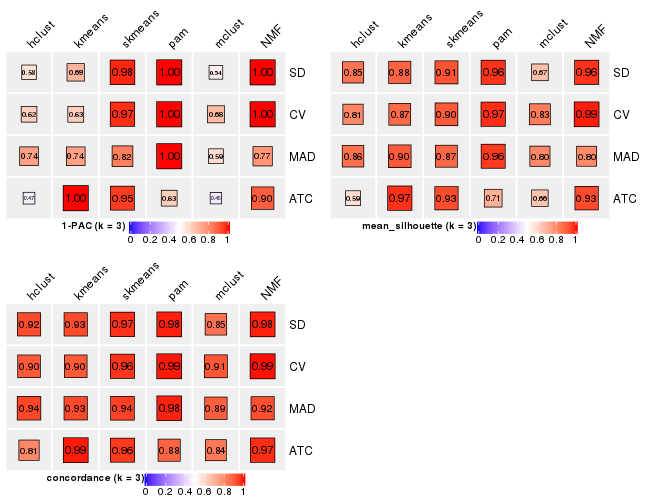 hclust kmeans skmeans pam mclust NMF
0.58 0.69 0.98 1.00 0.54 1.00 SD
0.62 0.63 0.97 1.00 0.68 1.00 CV
0.74 0.74 0.82 1.00 0.59 0.77 MAD
0.47 1.00 0.95 0.63 0.45 0.90 ATC
1-PAC (k = 3)
0 0.2 0.4 0.6 0.8 1
hclust kmeans skmeans pam mclust NMF
0.85 0.88 0.91 0.96 0.67 0.96 SD
0.81 0.87 0.90 0.97 0.83 0.99 CV
0.86 0.90 0.87 0.96 0.80 0.80 MAD
0.59 0.97 0.93 0.71 0.66 0.93 ATC
mean_silhouette (k = 3)
0 0.2 0.4 0.6 0.8 1
hclust kmeans skmeans pam mclust NMF
0.92 0.93 0.97 0.98 0.85 0.98 SD
0.90 0.90 0.96 0.99 0.91 0.99 CV
0.94 0.93 0.94 0.98 0.89 0.92 MAD
0.81 0.99 0.96 0.88 0.84 0.97 ATC
concordance (k = 3)
0 0.2 0.4 0.6 0.8 1